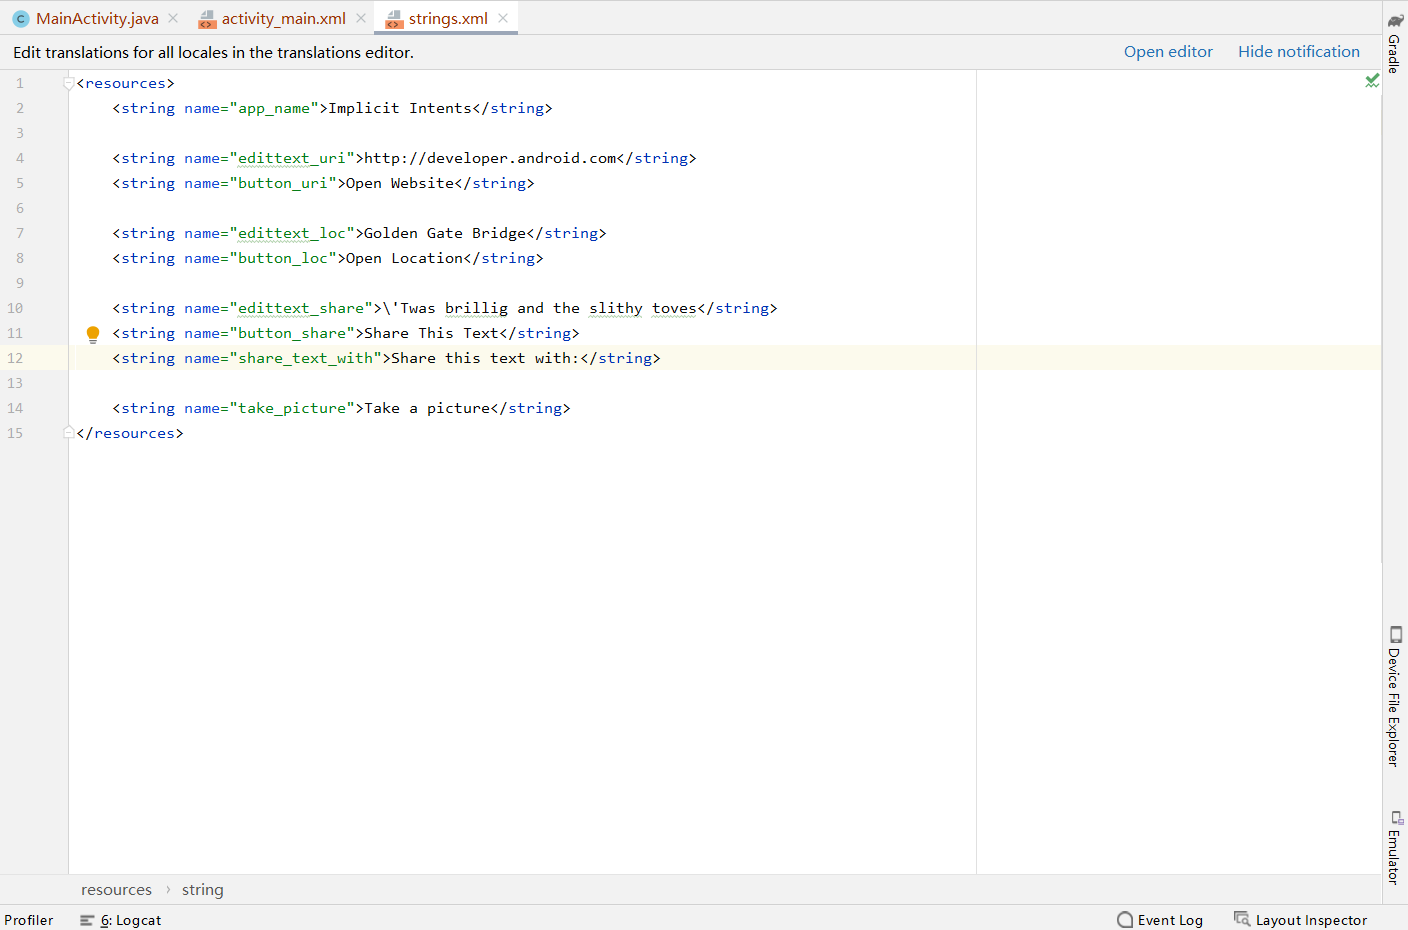 MainActivity.java activity_main.xml strings.xml
Edit translations for all locales in the translations editor. Open editor Hide notification
1 <resources>
2 <string name="app_name">Implicit Intents</string>
3
4 <string name="edittext_uri">http://developer.android.com</string>
5 <string name="button_uri">Open Website</string>
6
7 <string name="edittext_loc">Golden Gate Bridge</string>
8 <string name="button_loc">Open Location</string>
9
10 <string name="edittext_share">\'Twas brillig and the slithy toves</string>
11 <string name="button_share">Share This Text</string>
12 <string name="share_text_with">Share this text with:</string>
13
14 <string name="take_picture">Take a picture</string>
15 </resources>
resources › string
Profiler 6: Logcat Event Log Layout Inspector
Gradle
Device File Explorer
Emulator